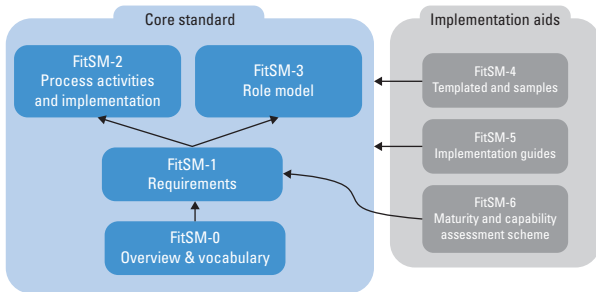 Core standard
FitSM-2
Process activities
and implementation
FitSM-3
Role model
FitSM-1
Requirements
FitSM-0
Overview & vocabulary
Implementation aids
FitSM-4
Templated and samples
FitSM-5
Implementation guides
FitSM-6
Maturity and capability
assessment scheme